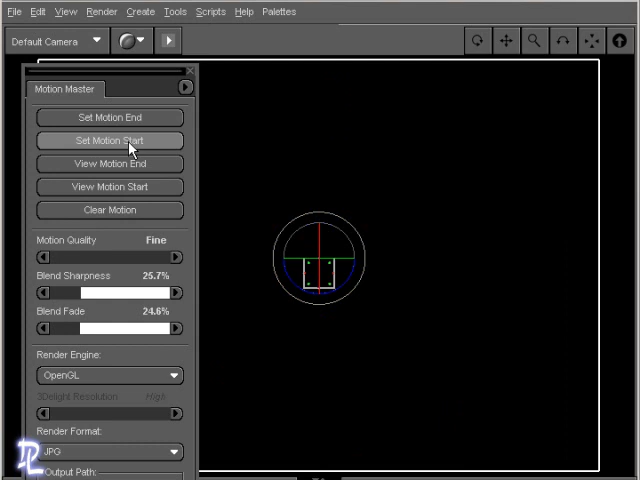 File Edit View Render Create Tools Scripts Help Palettes
Default Camera
Motion Master
Set Motion End
Set Motion Start
View Motion End
View Motion Start
Clear Motion
Motion Quality Fine
Blend Sharpness 25.7%
Blend Fade 24.6%
Render Engine:
OpenGL
3Delight Resolution High
Render Format:
JPG
Output Path:
DL